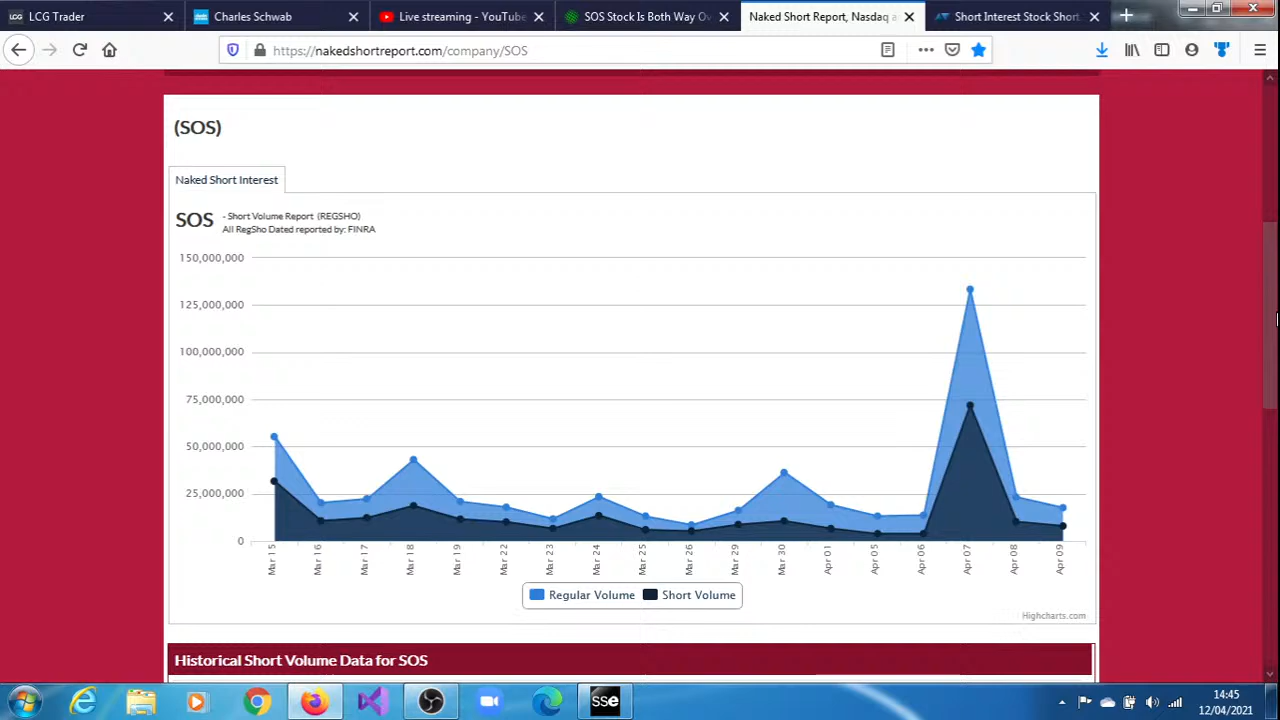 LCG LCG Trader
Charles Schwab
Live streaming - YouTube
SOS Stock Is Both Way Ov
Naked Short Report, Nasdaq a
Short Interest Stock Short
https://nakedshortreport.com/company/SOS
(SOS)
Naked Short Interest
SOS - Short Volume Report (REGSHO)
All RegSho Dated reported by: FINRA
150,000,000
125,000,000
100,000,000
75,000,000
50,000,000
25,000,000
0
Mar 15
Mar 16
Mar 17
Mar 18
Mar 19
Mar 22
Mar 23
Mar 24
Mar 25
Mar 26
Mar 29
Mar 30
Apr 01
Apr 05
Apr 06
Apr 07
Apr 08
Apr 09
Regular Volume Short Volume
Highcharts.com
Historical Short Volume Data for SOS
sse
14:45
12/04/2021